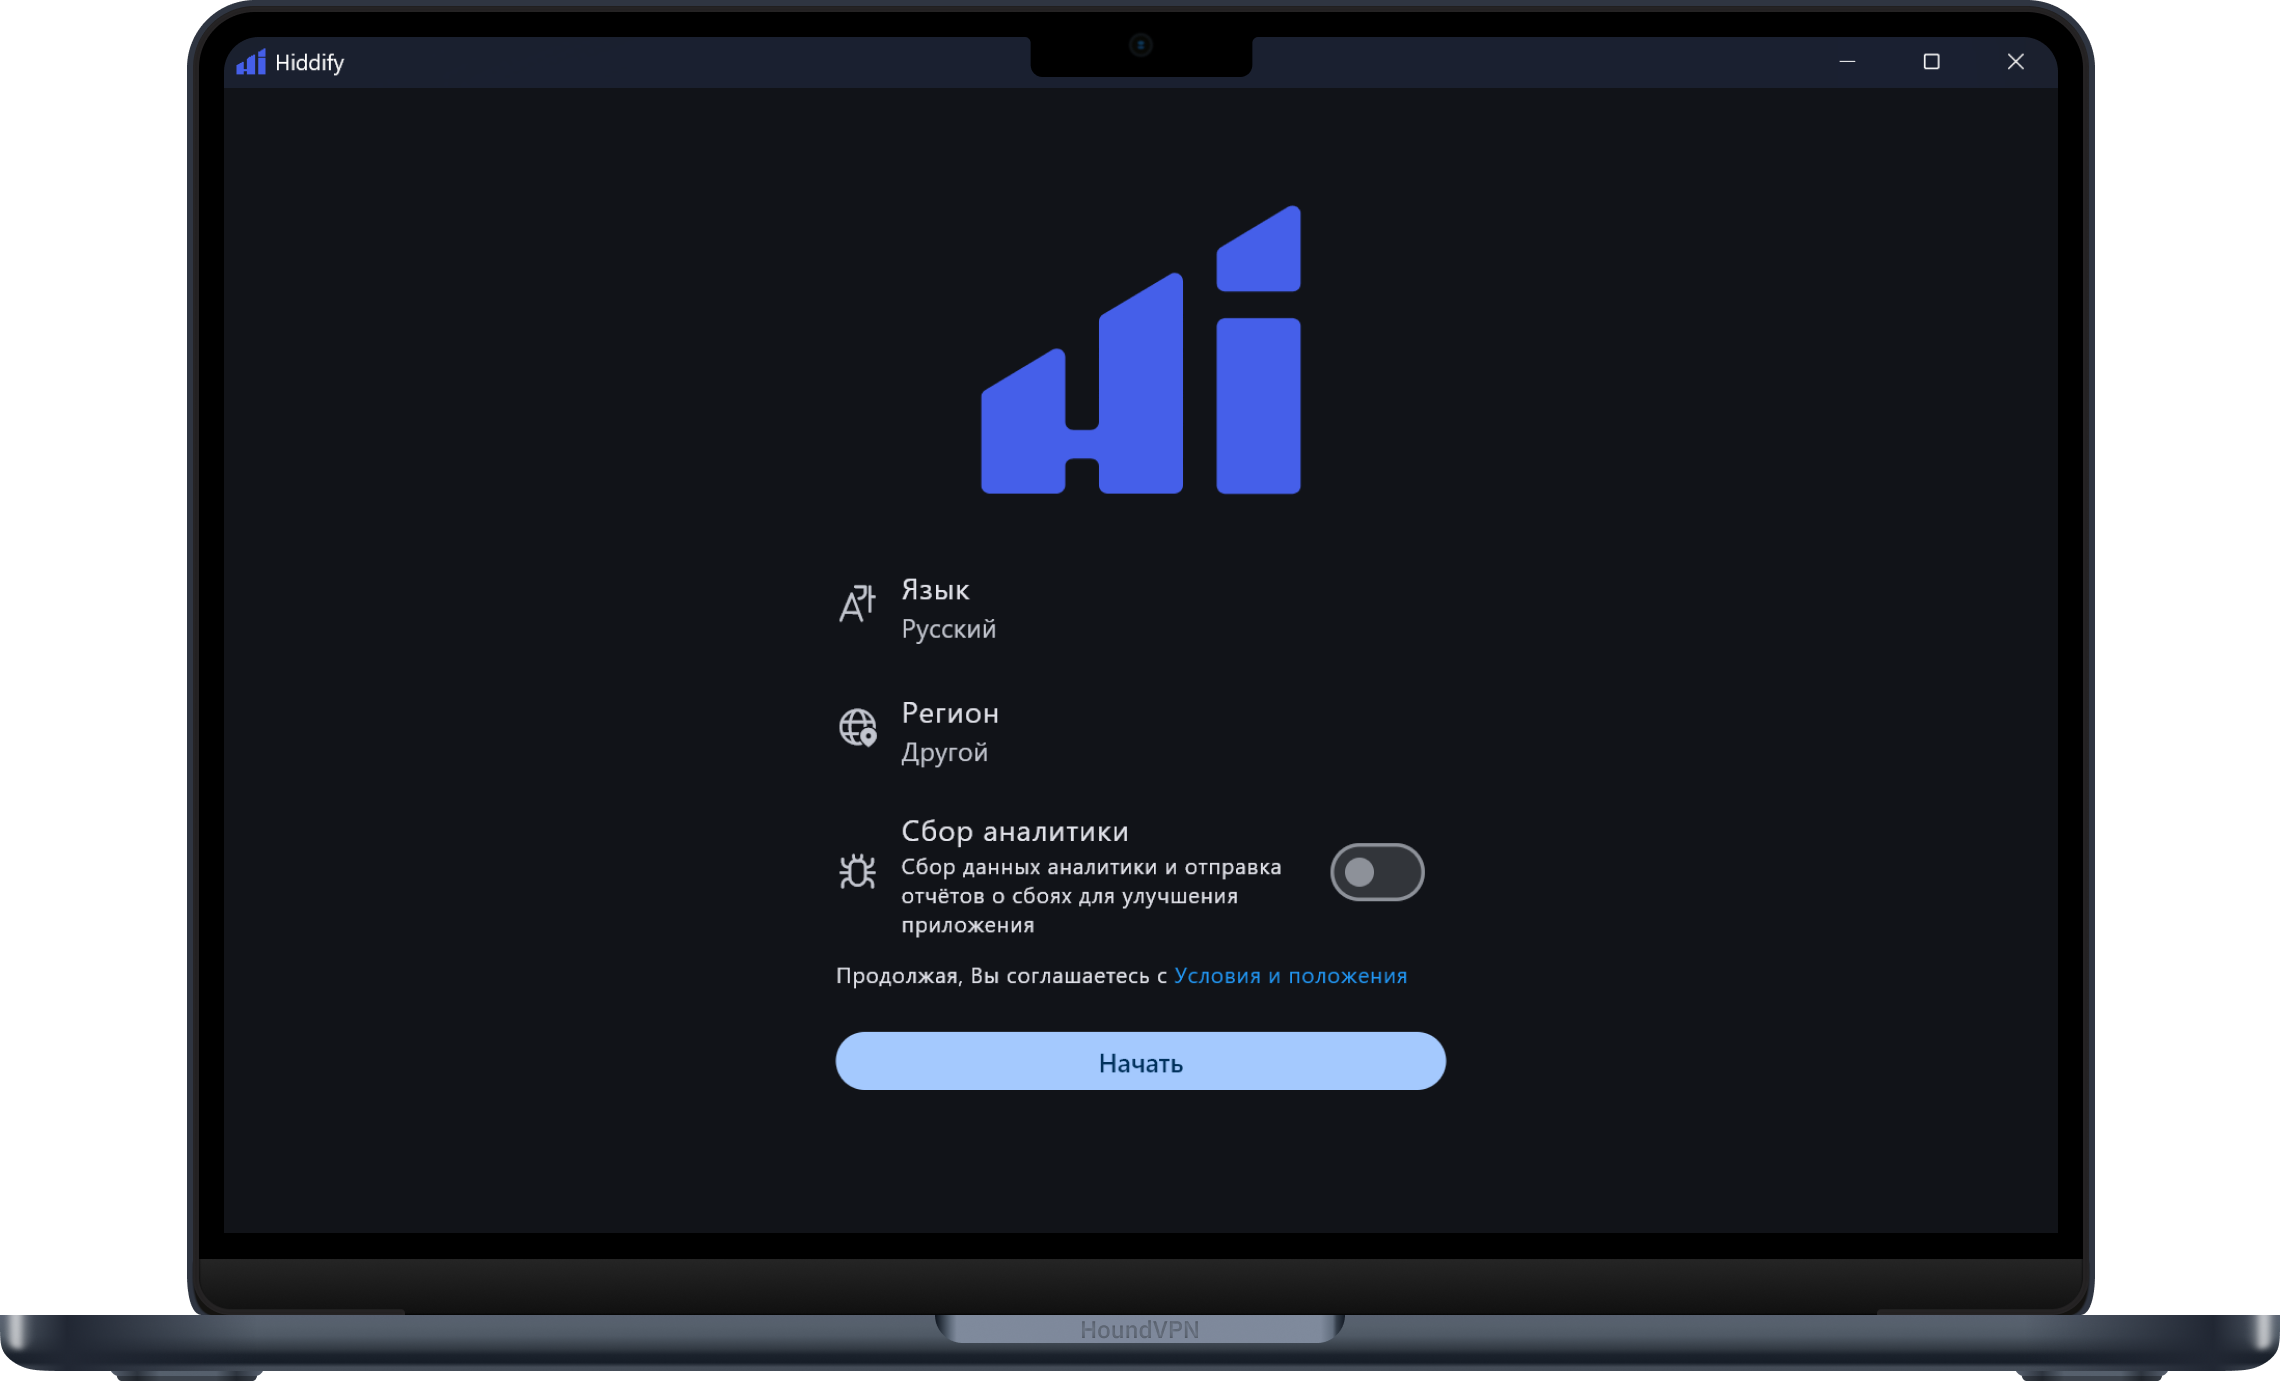 Hiddify
Язык
Русский
Регион
Другой
Сбор аналитики
Сбор данных аналитики и отправка
отчётов о сбоях для улучшения
приложения
Продолжая, Вы соглашаетесь с Условия и положения
Начать
HoundVPN